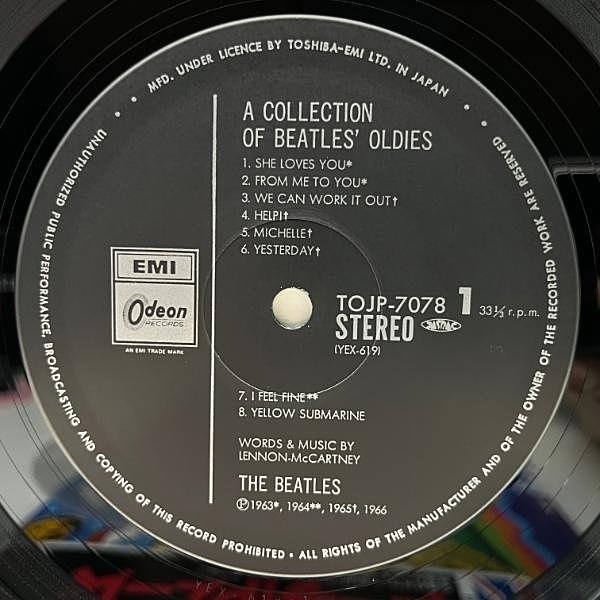 MFD. UNDER LICENCE BY TOSHIBA-EMI LTD. IN JAPAN
A COLLECTION
OF BEATLES' OLDIES
1. SHE LOVES YOU*
2. FROM ME TO YOU*
3. WE CAN WORK IT OUT†
4. HELP!†
5. MICHELLE†
6. YESTERDAY†
EMI
Odeon
RECORDS
AN EMI TRADE MARK
TOJP-7078 1 33⅓ r.p.m.
STEREO
(YEX-619)
7. I FEEL FINE**
8. YELLOW SUBMARINE
WORDS & MUSIC BY
LENNON-McCARTNEY
THE BEATLES
℗1963*, 1964**, 1965†, 1966
UNAUTHORIZED PUBLIC PERFORMANCE, BROADCASTING AND COPYING OF THIS RECORD PROHIBITED • ALL RIGHTS OF THE MANUFACTURER AND OF THE OWNER OF THE RECORDED WORK ARE RESERVED